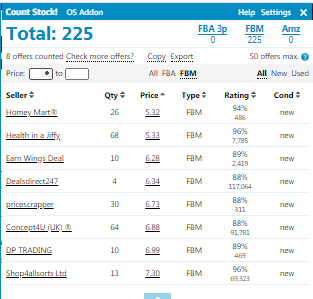 Count Stock! OS Addon Help Settings ✕
Total: 225 FBA 3p FBM Amz
0 225 0
8 offers counted Check more offers? Copy Export 50 offers max. ?
Price: to All FBA FBM All New Used
Seller Qty Price Type Rating Cond
Homey Mart® 26 5.32 FBM 94% new
486
Health in a Jiffy 68 5.33 FBM 96% new
7,785
Earn Wings Deal 10 6.28 FBM 89% new
2,419
Dealsdirect247 4 6.34 FBM 88% new
117,064
pricescrapper 30 6.73 FBM 88% new
311
Concept4U (UK) ® 64 6.88 FBM 88% new
91,781
DP TRADING 10 6.99 FBM 89% new
469
Shop4allsorts Ltd 13 7.30 FBM 96% new
69,323